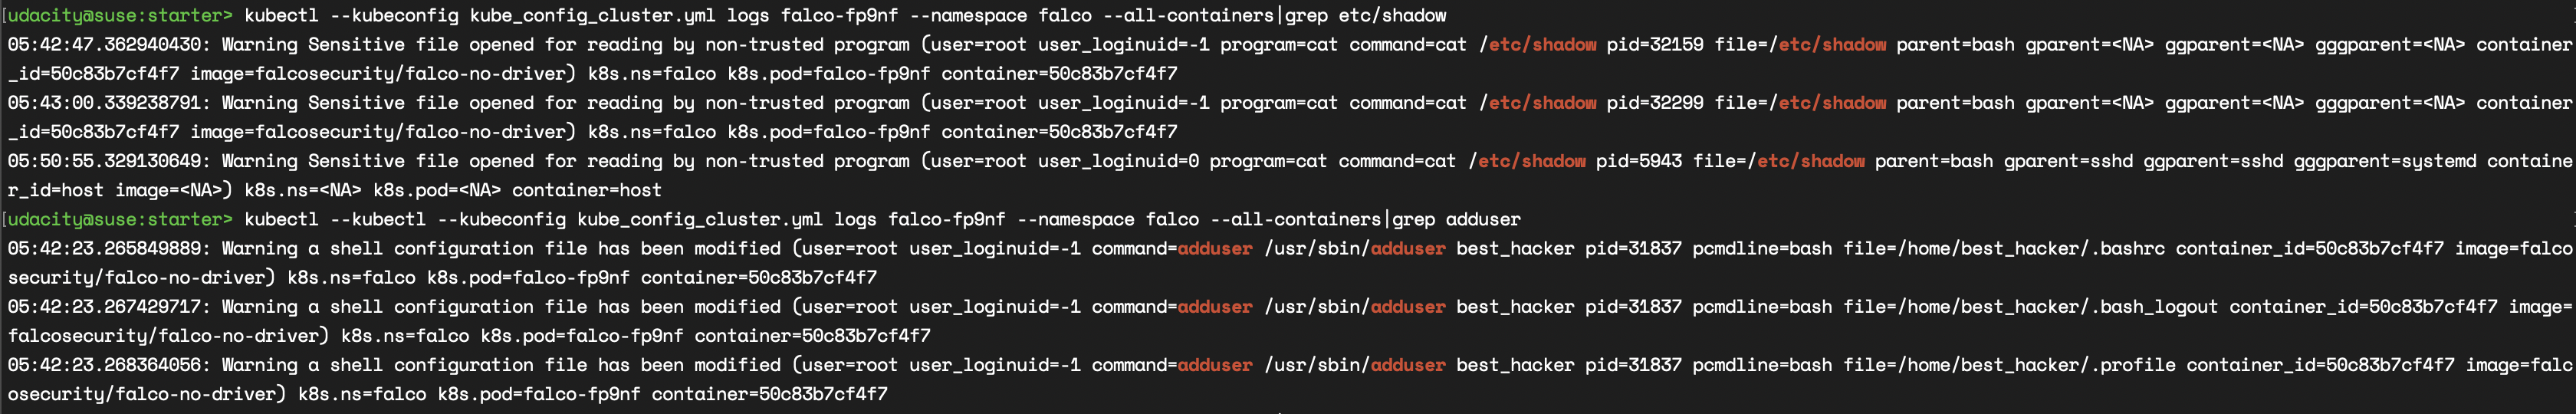 [udacity@suse:starter> kubectl --kubeconfig kube_config_cluster.yml logs falco-fp9nf --namespace falco --all-containers|grep etc/shadow
05:42:47.362940430: Warning Sensitive file opened for reading by non-trusted program (user=root user_loginuid=-1 program=cat command=cat /etc/shadow pid=32159 file=/etc/shadow parent=bash gparent=<NA> ggparent=<NA> gggparent=<NA> container
_id=50c83b7cf4f7 image=falcosecurity/falco-no-driver) k8s.ns=falco k8s.pod=falco-fp9nf container=50c83b7cf4f7
05:43:00.339238791: Warning Sensitive file opened for reading by non-trusted program (user=root user_loginuid=-1 program=cat command=cat /etc/shadow pid=32299 file=/etc/shadow parent=bash gparent=<NA> ggparent=<NA> gggparent=<NA> container
_id=50c83b7cf4f7 image=falcosecurity/falco-no-driver) k8s.ns=falco k8s.pod=falco-fp9nf container=50c83b7cf4f7
05:50:55.329130649: Warning Sensitive file opened for reading by non-trusted program (user=root user_loginuid=0 program=cat command=cat /etc/shadow pid=5943 file=/etc/shadow parent=bash gparent=sshd ggparent=sshd gggparent=systemd containe
r_id=host image=<NA>) k8s.ns=<NA> k8s.pod=<NA> container=host
[udacity@suse:starter> kubectl --kubectl --kubeconfig kube_config_cluster.yml logs falco-fp9nf --namespace falco --all-containers|grep adduser
05:42:23.265849889: Warning a shell configuration file has been modified (user=root user_loginuid=-1 command=adduser /usr/sbin/adduser best_hacker pid=31837 pcmdline=bash file=/home/best_hacker/.bashrc container_id=50c83b7cf4f7 image=falco
security/falco-no-driver) k8s.ns=falco k8s.pod=falco-fp9nf container=50c83b7cf4f7
05:42:23.267429717: Warning a shell configuration file has been modified (user=root user_loginuid=-1 command=adduser /usr/sbin/adduser best_hacker pid=31837 pcmdline=bash file=/home/best_hacker/.bash_logout container_id=50c83b7cf4f7 image=
falcosecurity/falco-no-driver) k8s.ns=falco k8s.pod=falco-fp9nf container=50c83b7cf4f7
05:42:23.268364056: Warning a shell configuration file has been modified (user=root user_loginuid=-1 command=adduser /usr/sbin/adduser best_hacker pid=31837 pcmdline=bash file=/home/best_hacker/.profile container_id=50c83b7cf4f7 image=falc
osecurity/falco-no-driver) k8s.ns=falco k8s.pod=falco-fp9nf container=50c83b7cf4f7